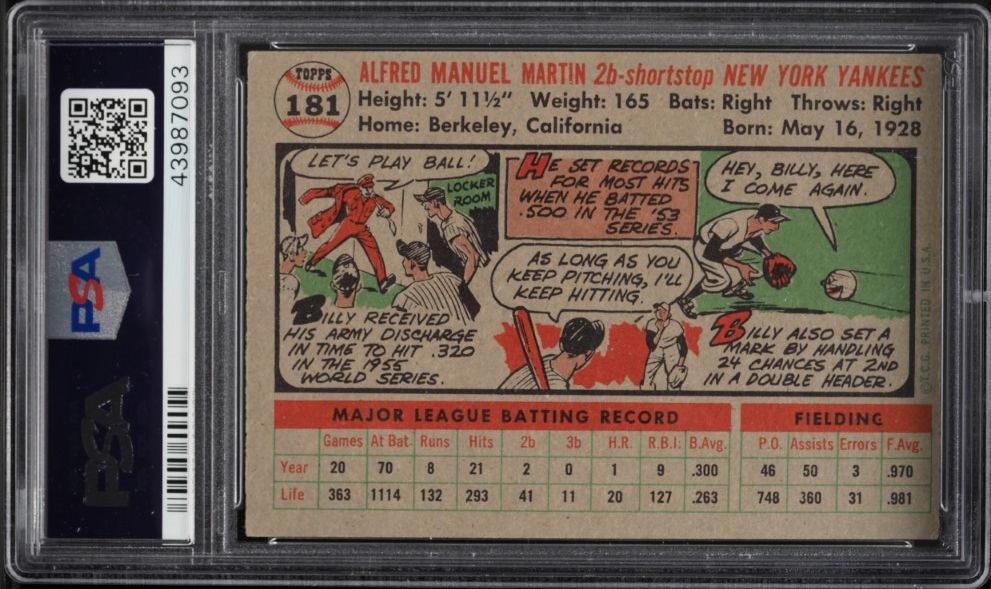 43987093
PSA
PSA
TOPPS
181
ALFRED MANUEL MARTIN 2b-shortstop NEW YORK YANKEES
Height: 5' 11½" Weight: 165 Bats: Right Throws: Right
Home: Berkeley, California Born: May 16, 1928
LET'S PLAY BALL!
LOCKER
ROOM
BILLY RECEIVED
HIS ARMY DISCHARGE
IN TIME TO HIT .320
IN THE 1955
WORLD SERIES.
HE SET RECORDS
FOR MOST HITS
WHEN HE BATTED
.500 IN THE '53
SERIES.
AS LONG AS YOU
KEEP PITCHING, I'LL
KEEP HITTING.
HEY, BILLY, HERE
I COME AGAIN.
BILLY ALSO SET A
MARK BY HANDLING
24 CHANCES AT 2ND
IN A DOUBLE HEADER.
©T.C.G. PRINTED IN U.S.A.
MAJOR LEAGUE BATTING RECORD FIELDING
Games At Bat Runs Hits 2b 3b H.R. R.B.I. B.Avg. P.O. Assists Errors F.Avg.
Year 20 70 8 21 2 0 1 9 .300 46 50 3 .970
Life 363 1114 132 293 41 11 20 127 .263 748 360 31 .981